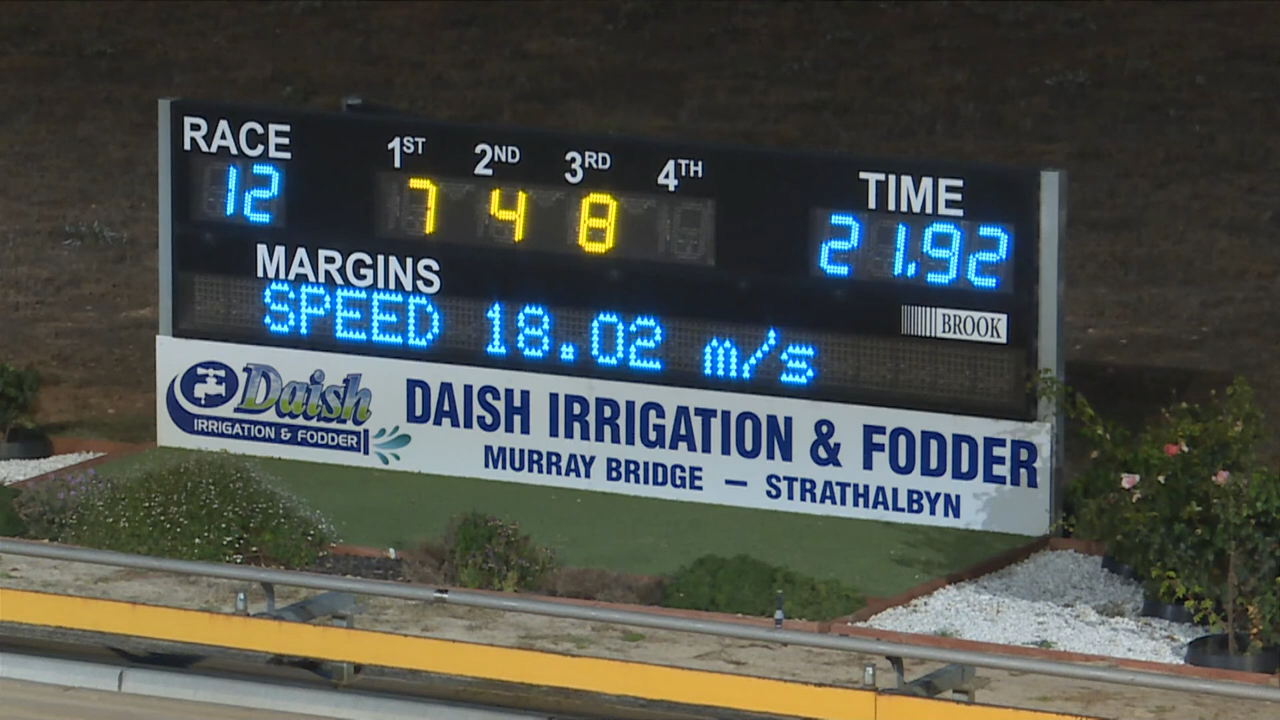 RACE 1ST 2ND 3RD 4TH TIME
12 7 4 8 21.92
MARGINS
SPEED 18.02 m/s
BROOK
Daish
IRRIGATION & FODDER
DAISH IRRIGATION & FODDER
MURRAY BRIDGE – STRATHALBYN